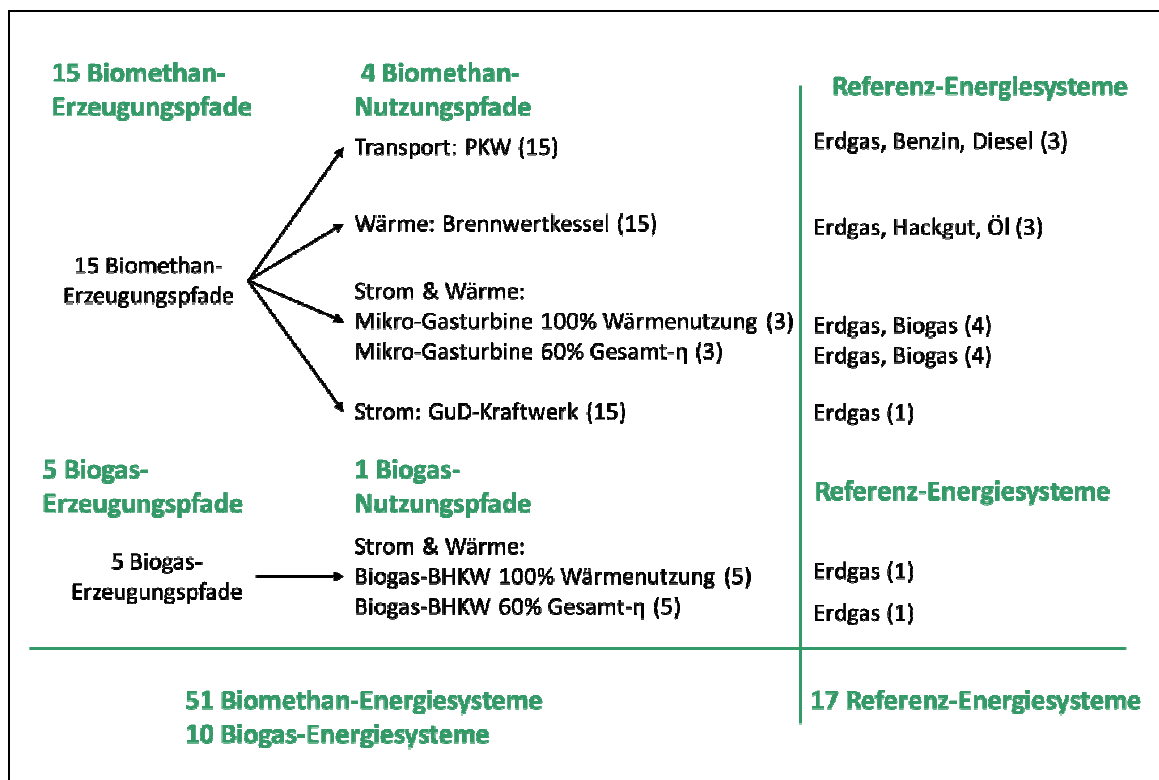 15 Biomethan-
Erzeugungspfade
4 Biomethan-
Nutzungspfade
Referenz-Energiesysteme
15 Biomethan-
Erzeugungspfade
Transport: PKW (15)
Erdgas, Benzin, Diesel (3)
Wärme: Brennwertkessel (15)
Erdgas, Hackgut, Öl (3)
Strom & Wärme:
Mikro-Gasturbine 100% Wärmenutzung (3)
Erdgas, Biogas (4)
Mikro-Gasturbine 60% Gesamt-η (3)
Erdgas, Biogas (4)
Strom: GuD-Kraftwerk (15)
Erdgas (1)
5 Biogas-
Erzeugungspfade
1 Biogas-
Nutzungspfade
Referenz-Energiesysteme
5 Biogas-
Erzeugungspfade
Strom & Wärme:
Biogas-BHKW 100% Wärmenutzung (5)
Erdgas (1)
Biogas-BHKW 60% Gesamt-η (5)
Erdgas (1)
51 Biomethan-Energiesysteme
10 Biogas-Energiesysteme
17 Referenz-Energiesysteme